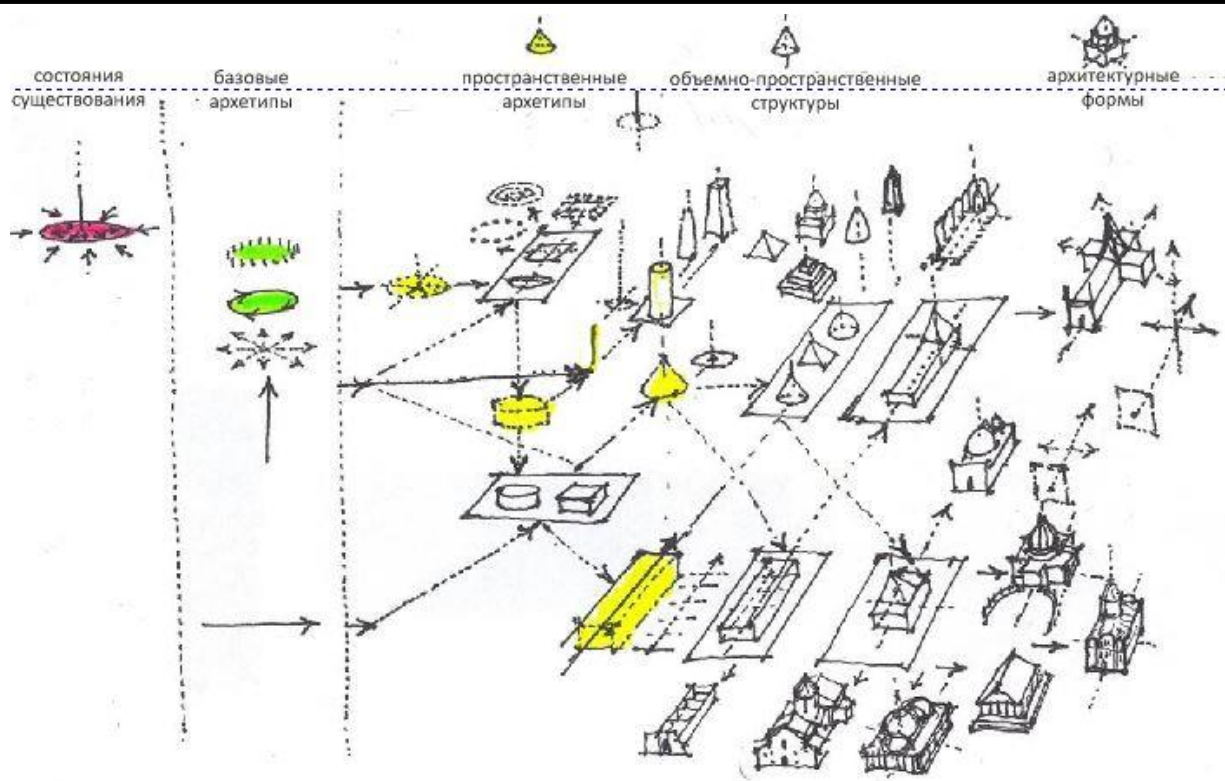 состояния
существования
базовые
архетипы
пространственные
архетипы
объемно-пространственные
структуры
архитектурные
формы